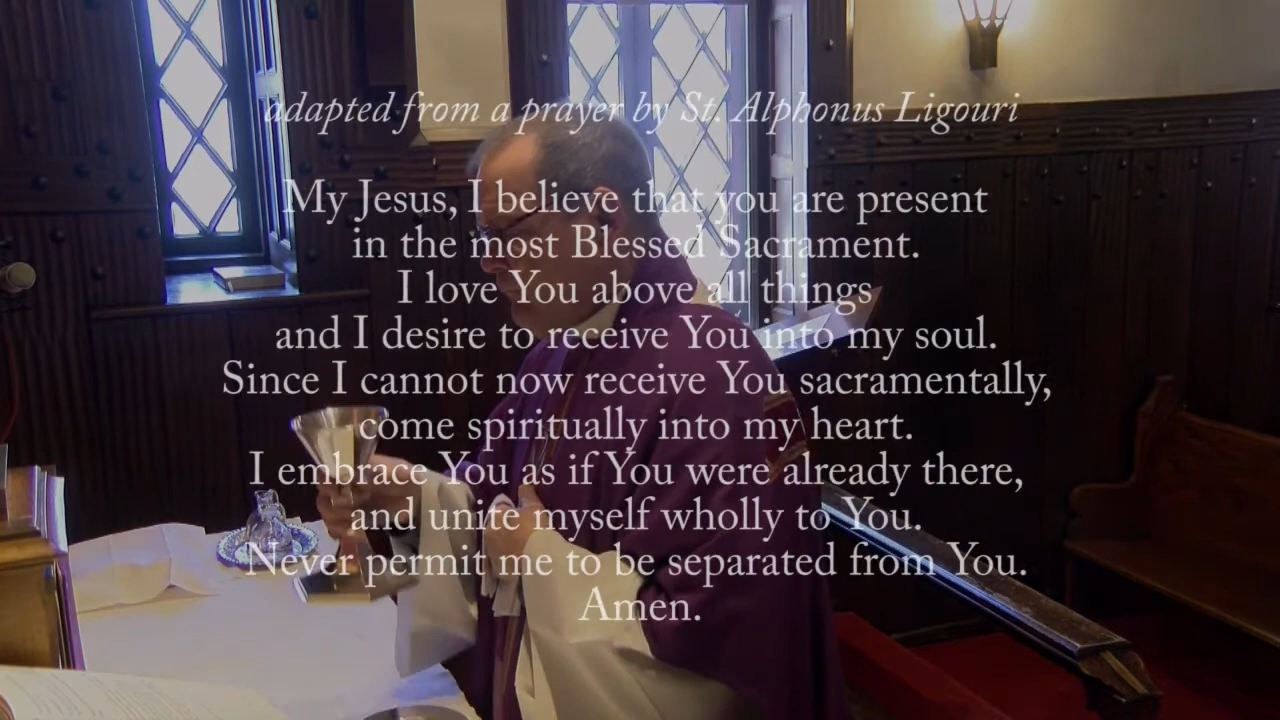 adapted from a prayer by St. Alphonus Ligouri
My Jesus, I believe that you are present
in the most Blessed Sacrament.
I love You above all things
and I desire to receive You into my soul.
Since I cannot now receive You sacramentally,
come spiritually into my heart.
I embrace You as if You were already there,
and unite myself wholly to You.
Never permit me to be separated from You.
Amen.